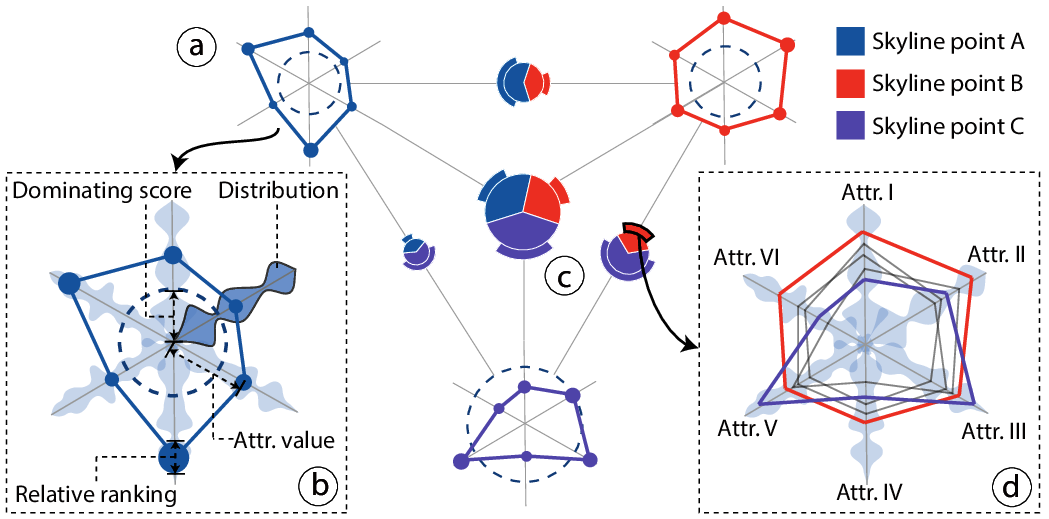 a
Skyline point A
Skyline point B
Skyline point C
Dominating score
Distribution
Attr. value
Relative ranking
b
c
Attr. I
Attr. II
Attr. VI
Attr. V
Attr. III
Attr. IV
d